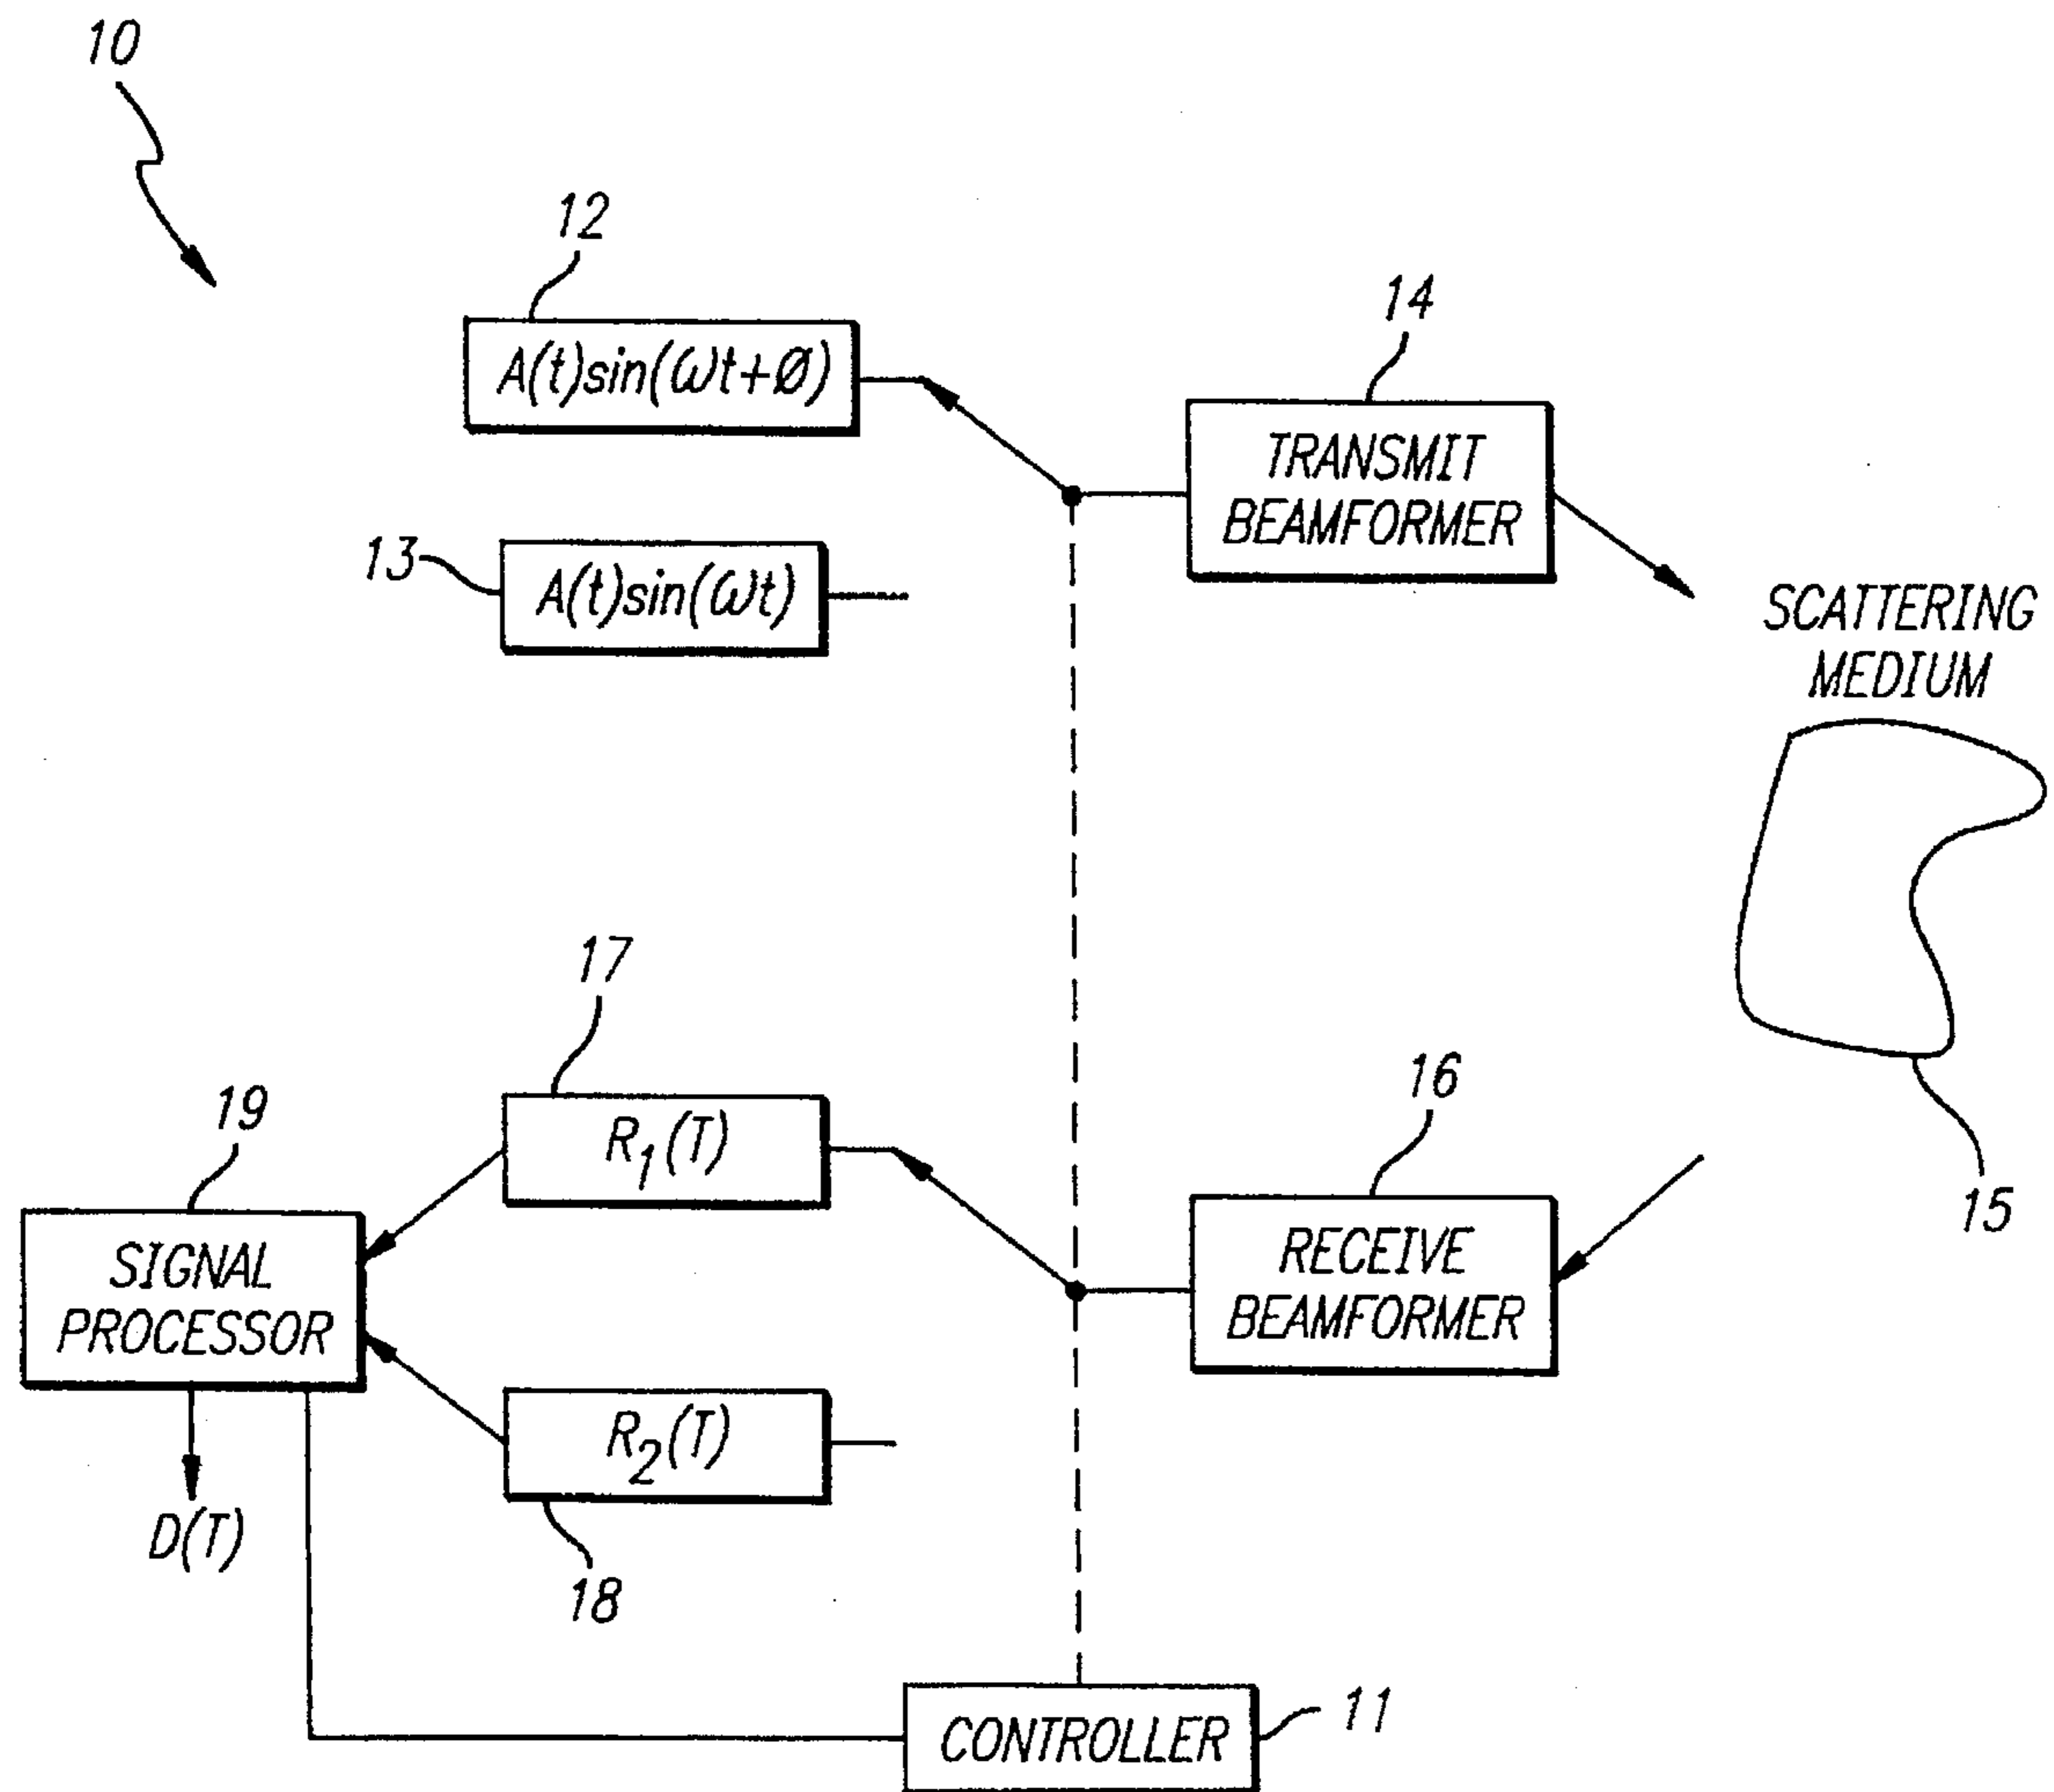 10
12
A(t)sin(ωt+Ø)
14
TRANSMIT
BEAMFORMER
13
A(t)sin(ωt)
SCATTERING
MEDIUM
17
R1(T)
16
RECEIVE
BEAMFORMER
15
19
SIGNAL
PROCESSOR
R2(T)
18
D(T)
CONTROLLER
11